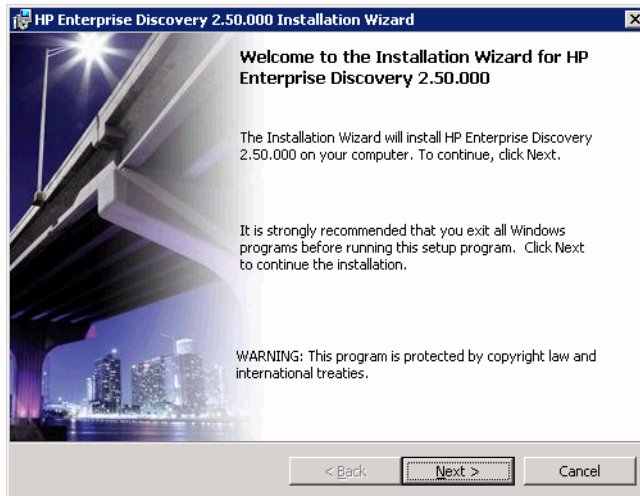 HP Enterprise Discovery 2.50.000 Installation Wizard
Welcome to the Installation Wizard for HP
Enterprise Discovery 2.50.000
The Installation Wizard will install HP Enterprise Discovery
2.50.000 on your computer. To continue, click Next.
It is strongly recommended that you exit all Windows
programs before running this setup program. Click Next
to continue the installation.
WARNING: This program is protected by copyright law and
international treaties.
< Back
Next >
Cancel